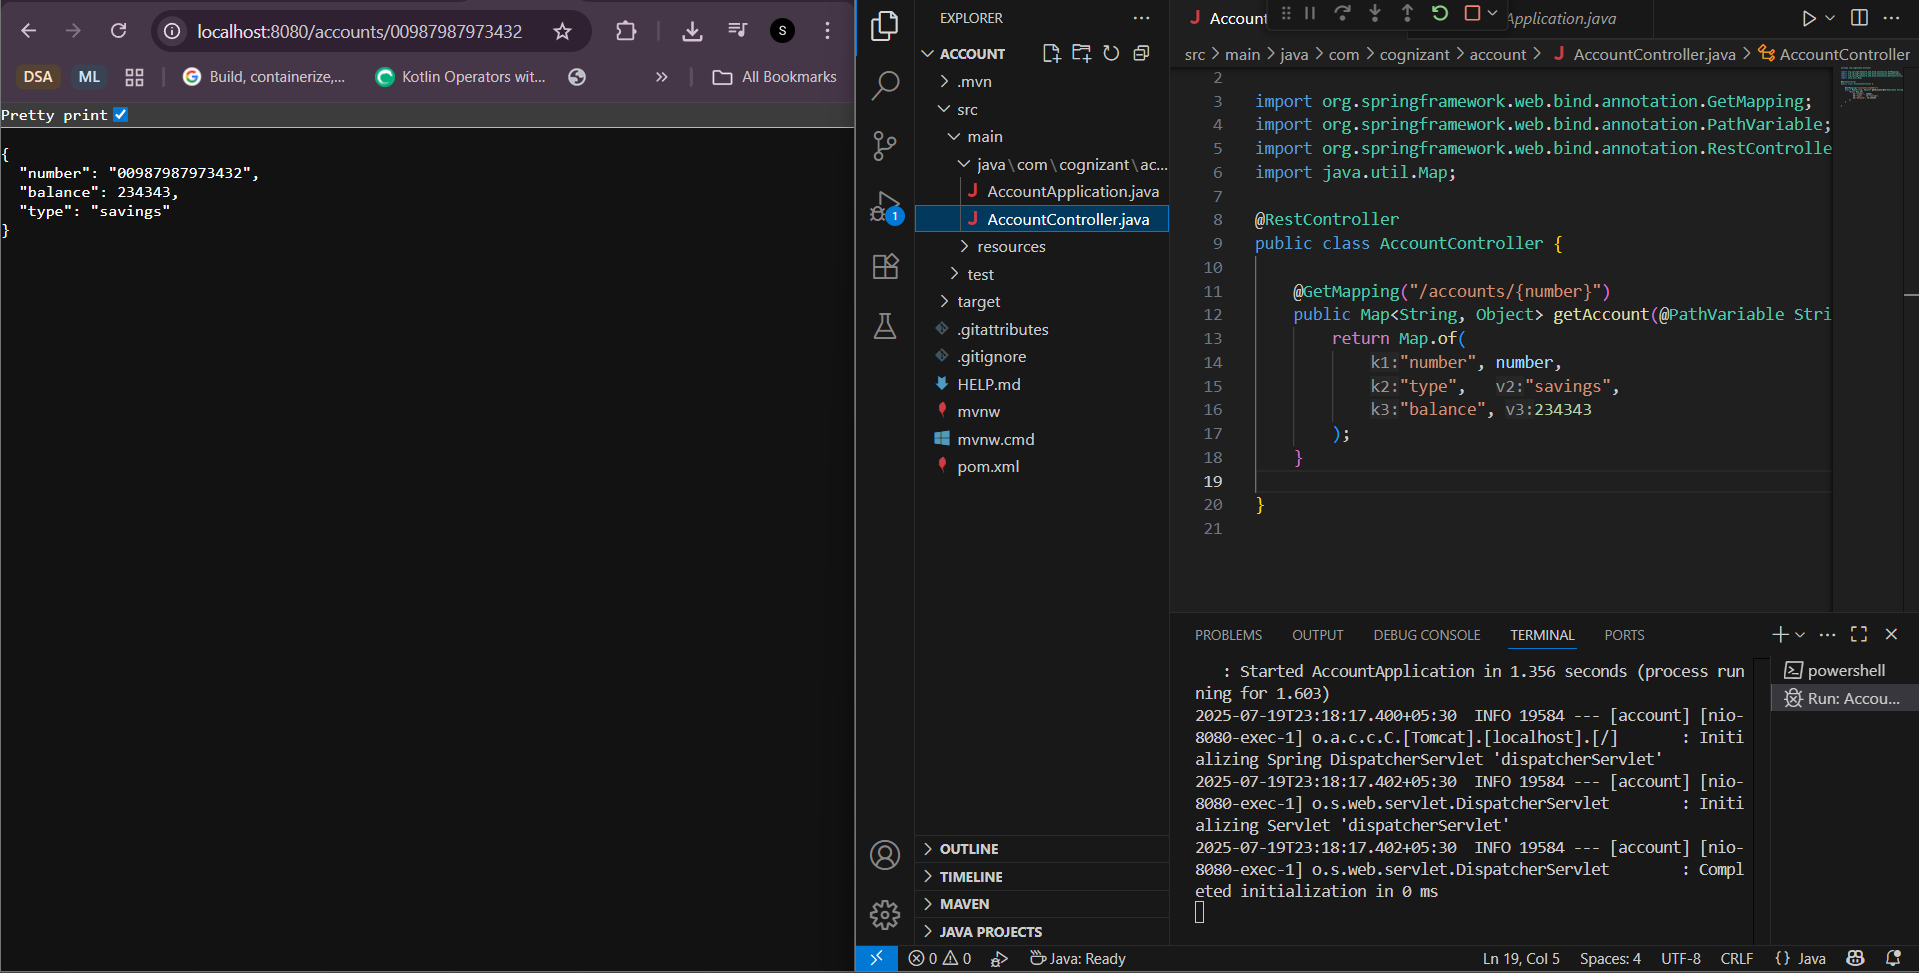 localhost:8080/accounts/00987987973432
S
DSA
ML
Build, containerize,...
Kotlin Operators wit...
»
All Bookmarks
Pretty print
{
"number": "00987987973432",
"balance": 234343,
"type": "savings"
}
1
EXPLORER
ACCOUNT
.mvn
src
main
java\com\cognizant\ac...
AccountApplication.java
AccountController.java
resources
test
target
.gitattributes
.gitignore
HELP.md
mvnw
mvnw.cmd
pom.xml
OUTLINE
TIMELINE
MAVEN
JAVA PROJECTS
Account
Application.java
src > main > java > com > cognizant > account > AccountController.java > AccountController
2
3 import org.springframework.web.bind.annotation.GetMapping;
4 import org.springframework.web.bind.annotation.PathVariable;
5 import org.springframework.web.bind.annotation.RestControlle
6 import java.util.Map;
7
8 @RestController
9 public class AccountController {
10
11 @GetMapping("/accounts/{number}")
12 public Map<String, Object> getAccount(@PathVariable Stri
13 return Map.of(
14 k1:"number", number,
15 k2:"type", v2:"savings",
16 k3:"balance", v3:234343
17 );
18 }
19
20 }
21
PROBLEMS OUTPUT DEBUG CONSOLE TERMINAL PORTS
: Started AccountApplication in 1.356 seconds (process run
ning for 1.603)
2025-07-19T23:18:17.400+05:30 INFO 19584 --- [account] [nio-
8080-exec-1] o.a.c.c.C.[Tomcat].[localhost].[/] : Initi
alizing Spring DispatcherServlet 'dispatcherServlet'
2025-07-19T23:18:17.402+05:30 INFO 19584 --- [account] [nio-
8080-exec-1] o.s.web.servlet.DispatcherServlet : Initi
alizing Servlet 'dispatcherServlet'
2025-07-19T23:18:17.402+05:30 INFO 19584 --- [account] [nio-
8080-exec-1] o.s.web.servlet.DispatcherServlet : Compl
eted initialization in 0 ms
powershell
Run: Accou...
0 0 Java: Ready
Ln 19, Col 5 Spaces: 4 UTF-8 CRLF {} Java